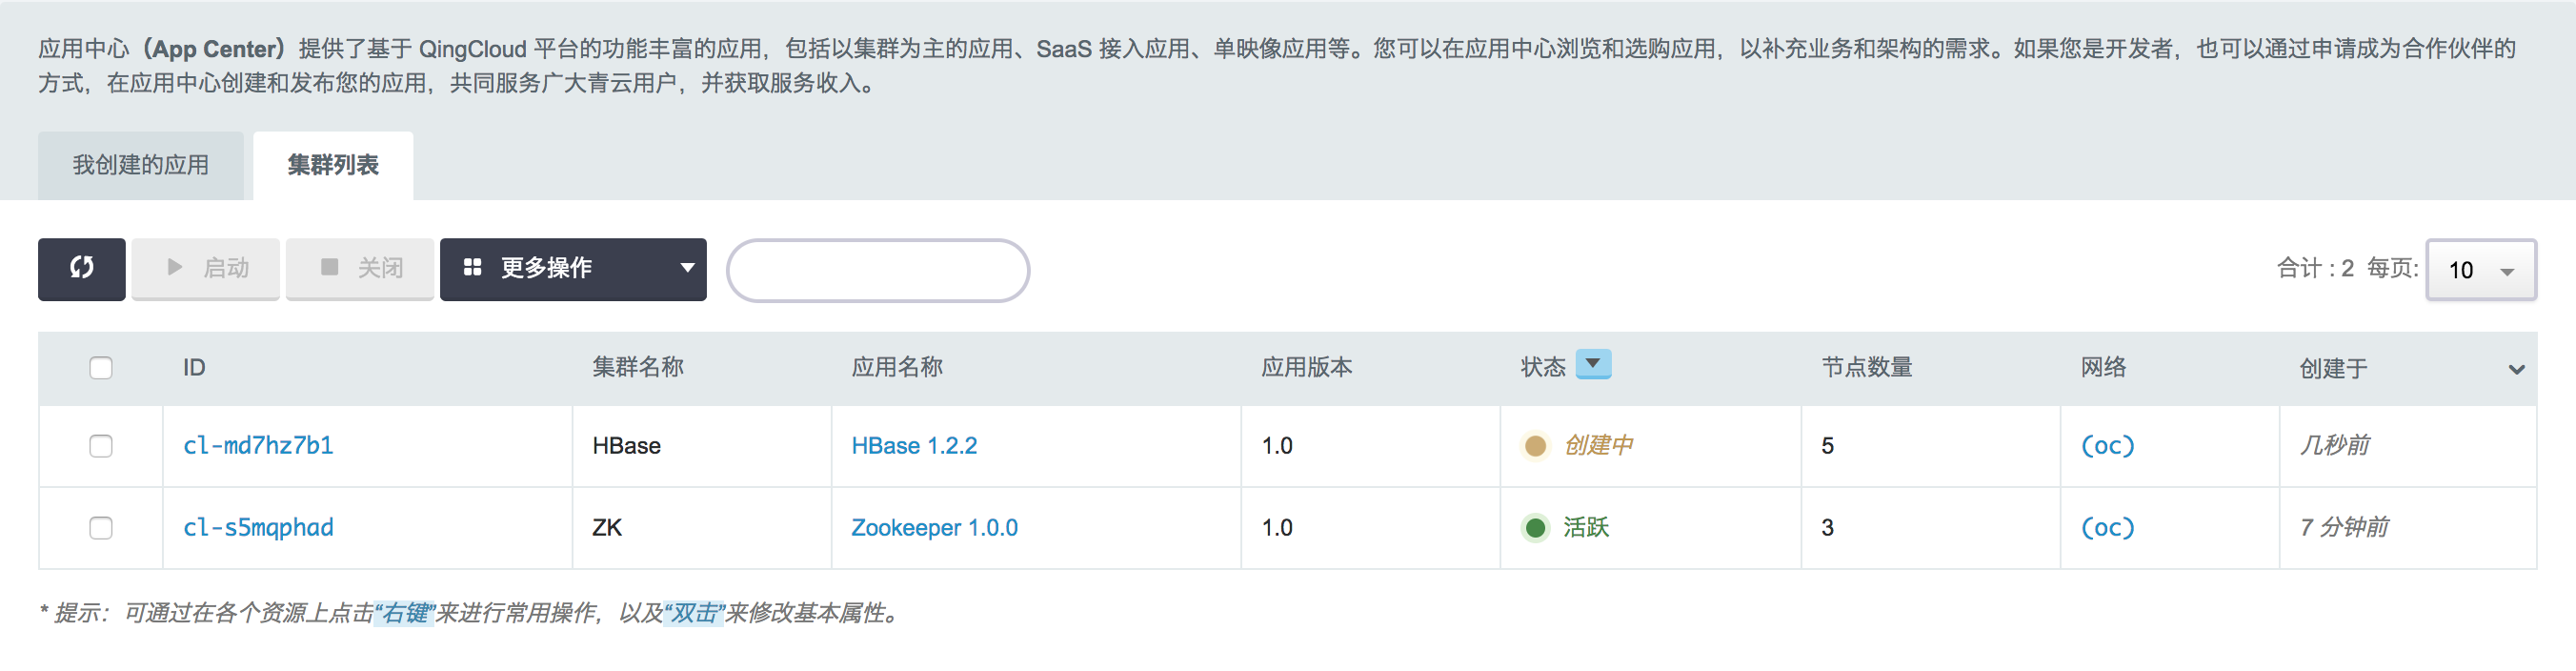 应用中心（App Center）提供了基于 QingCloud 平台的功能丰富的应用，包括以集群为主的应用、SaaS 接入应用、单映像应用等。您可以在应用中心浏览和选购应用，以补充业务和架构的需求。如果您是开发者，也可以通过申请成为合作伙伴的
方式，在应用中心创建和发布您的应用，共同服务广大青云用户，并获取服务收入。
我创建的应用 集群列表
启动 关闭 更多操作 合计 : 2 每页: 10
ID 集群名称 应用名称 应用版本 状态 节点数量 网络 创建于
cl-md7hz7b1 HBase HBase 1.2.2 1.0 创建中 5 (oc) 几秒前
cl-s5mqphad ZK Zookeeper 1.0.0 1.0 活跃 3 (oc) 7 分钟前
* 提示：可通过在各个资源上点击“右键”来进行常用操作，以及“双击”来修改基本属性。